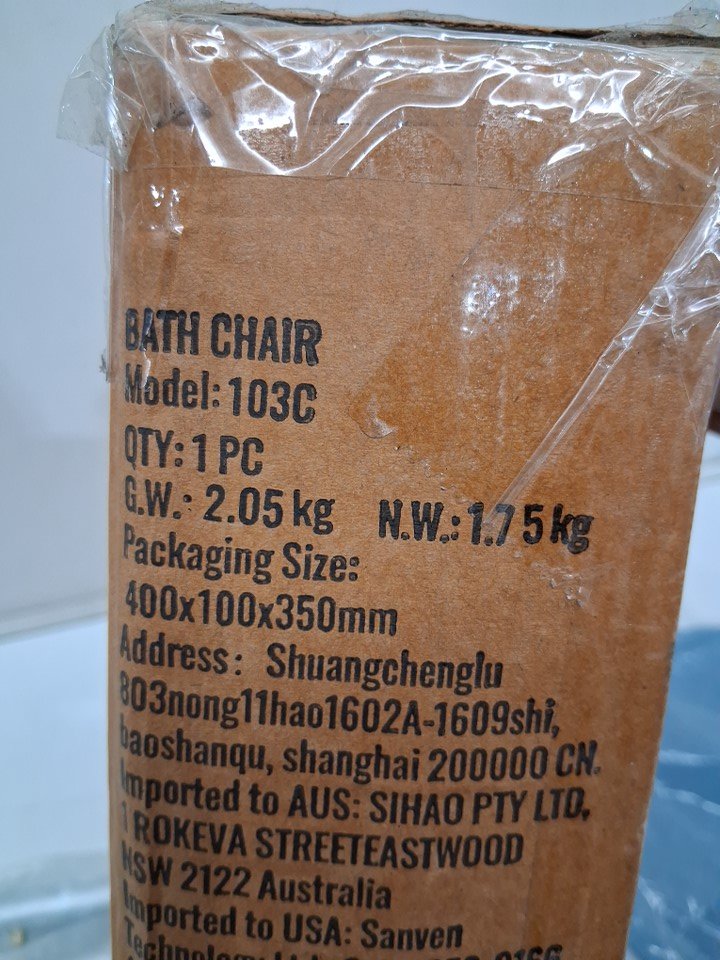 BATH CHAIR
Model: 103C
QTY: 1 PC
G.W.: 2.05 kg N.W.: 1.75 kg
Packaging Size:
400x100x350mm
Address: Shuangchenglu
803nong11hao1602A-1609shi,
baoshanqu, shanghai 200000 CN.
Imported to AUS: SIHAO PTY LTD,
1 ROKEVA STREETEASTWOOD
NSW 2122 Australia
Imported to USA: Sanven
Technology